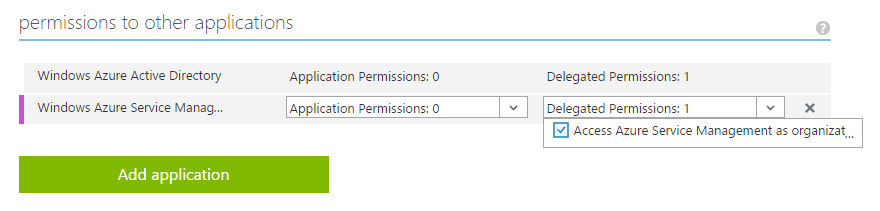 permissions to other applications
?
Windows Azure Active Directory Application Permissions: 0 Delegated Permissions: 1
Windows Azure Service Manag... Application Permissions: 0 Delegated Permissions: 1
Access Azure Service Management as organizat...
Add application